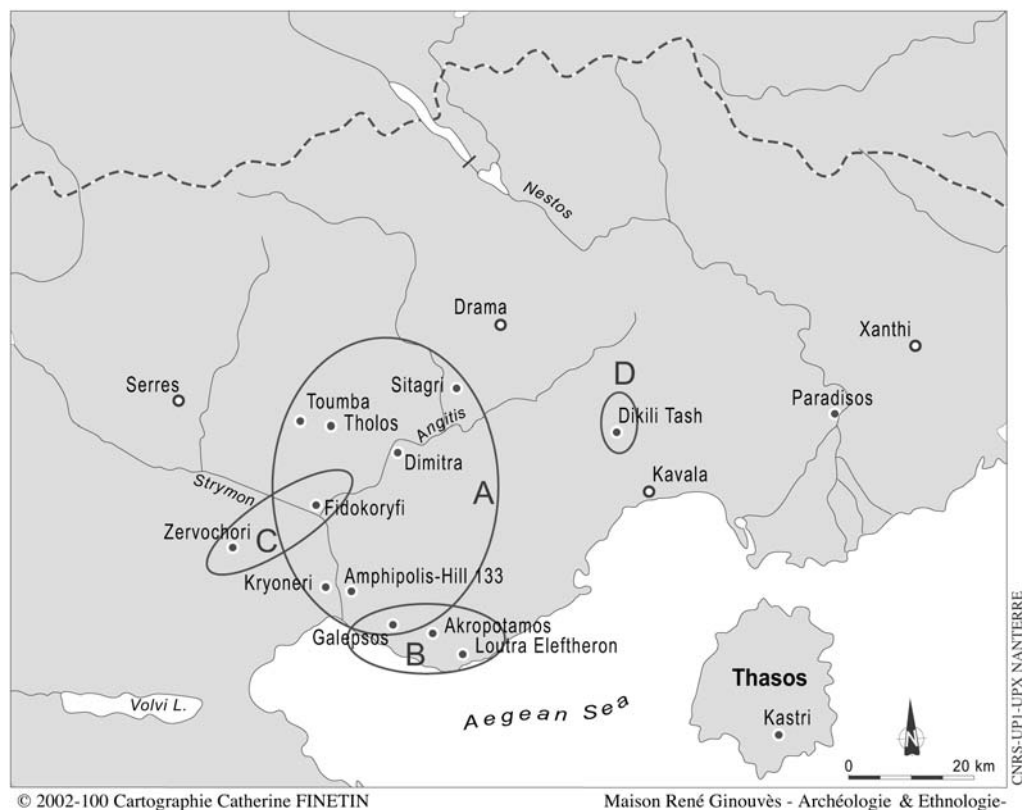 Nestos
Drama
Xanthi
Serres
Sitagri
D
Toumba
Paradisos
Tholos
Angitis
Dikili Tash
Dimitra
Kavala
Strymon
A
Fidokoryfi
Zervochori
C
Kryoneri
Amphipolis-Hill 133
Galepsos
Akropotamos
B
Loutra Eleftheron
Thasos
Volvi L.
Aegean Sea
Kastri
N
0 20 km
CNRS-UP1-UPX NANTERRE
© 2002-100 Cartographie Catherine FINETIN
Maison René Ginouvès - Archéologie & Ethnologie-